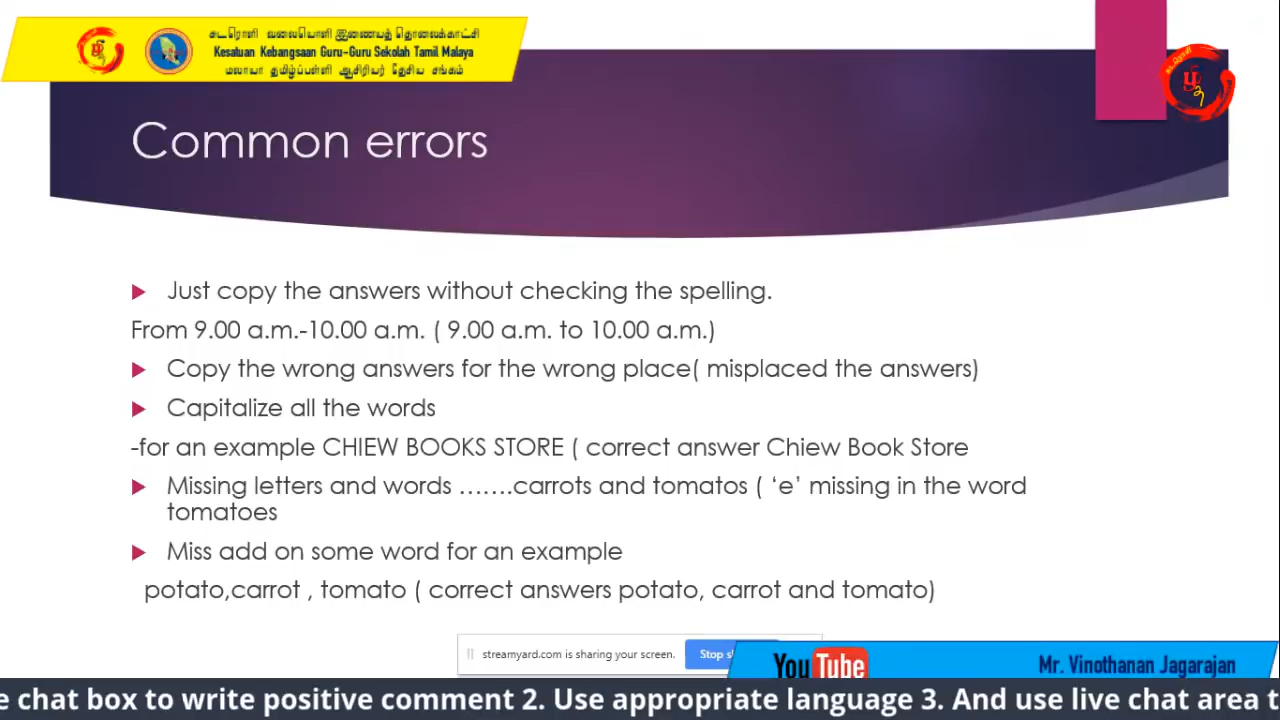 சுடரொளி வலையொளி இணையத் தொலைக்காட்சி
Kesatuan Kebangsaan Guru-Guru Sekolah Tamil Malaya
மலாயா தமிழ்ப்பள்ளி ஆசிரியர் தேசிய சங்கம்
Common errors
Just copy the answers without checking the spelling.
From 9.00 a.m.-10.00 a.m. ( 9.00 a.m. to 10.00 a.m.)
Copy the wrong answers for the wrong place( misplaced the answers)
Capitalize all the words
-for an example CHIEW BOOKS STORE ( correct answer Chiew Book Store
Missing letters and words …….carrots and tomatos ( ‘e’ missing in the word
tomatoes
Miss add on some word for an example
potato,carrot , tomato ( correct answers potato, carrot and tomato)
streamyard.com is sharing your screen. Stop
YouTube
Mr. Vinothanan Jagarajan
e chat box to write positive comment 2. Use appropriate language 3. And use live chat area t